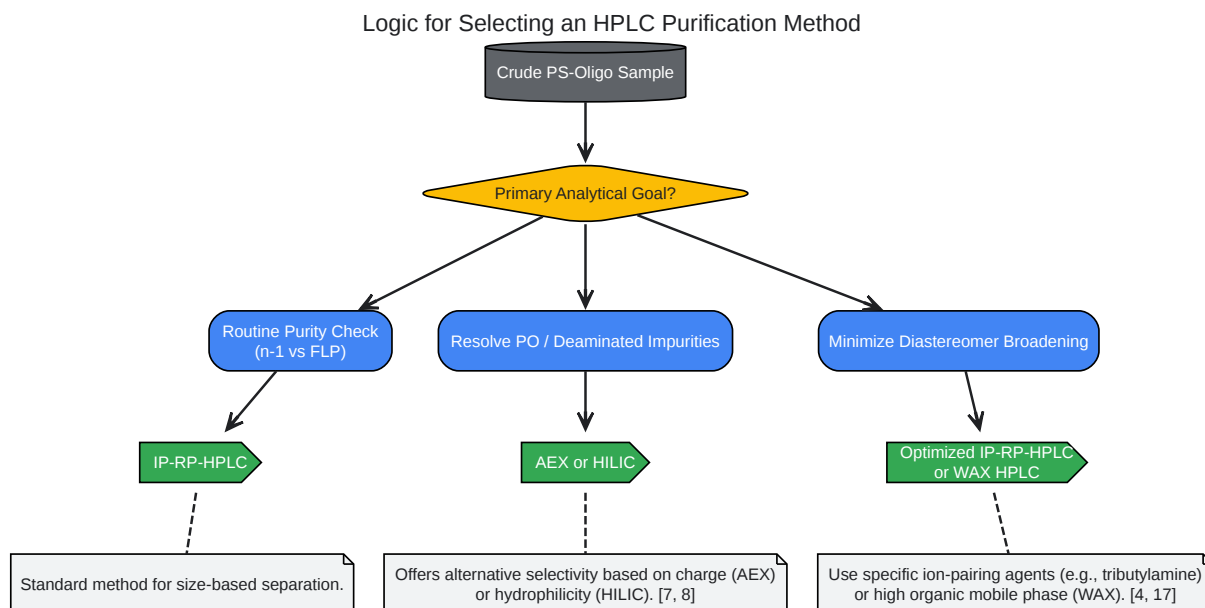 Logic for Selecting an HPLC Purification Method
Crude PS-Oligo Sample
Primary Analytical Goal?
Routine Purity Check
(n-1 vs FLP)
Resolve PO / Deaminated Impurities
Minimize Diastereomer Broadening
IP-RP-HPLC
AEX or HILIC
Optimized IP-RP-HPLC
or WAX HPLC
Standard method for size-based separation.
Offers alternative selectivity based on charge (AEX)
or hydrophilicity (HILIC). [7, 8]
Use specific ion-pairing agents (e.g., tributylamine)
or high organic mobile phase (WAX). [4, 17]